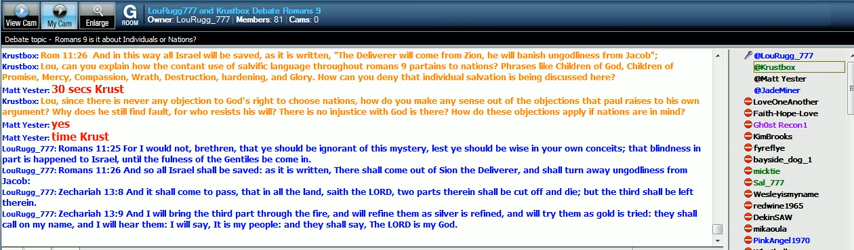 LouRugg777 and Krustbox Debate Romans 9
Owner: LouRugg_777 | Members: 81 | Cams: 0
View Cam
My Cam
Enlarge
G
ROOM
Debate topic - Romans 9 is it about Individuals or Nations?
Krustbox: Rom 11:26 And in this way all Israel will be saved, as it is written, "The Deliverer will come from Zion, he will banish ungodliness from Jacob";
Krustbox: Lou, can you explain how the contant use of salvific language throughout romans 9 partains to nations? Phrases like Children of God, Children of
Promise, Mercy, Compassion, Wrath, Destruction, hardening, and Glory. How can you deny that individual salvation is being discussed here?
Matt Yester: 30 secs Krust
Krustbox: Lou, since there is never any objection to God's right to choose nations, how do you make any sense out of the objections that paul raises to his own
argument? Why does he still find fault, for who resists his will? There is no injustice with God is there? How do these objections apply if nations are in mind?
Matt Yester: yes
Matt Yester: time Krust
LouRugg_777: Romans 11:25 For I would not, brethren, that ye should be ignorant of this mystery, lest ye should be wise in your own conceits; that blindness in
part is happened to Israel, until the fulness of the Gentiles be come in.
LouRugg_777: Romans 11:26 And so all Israel shall be saved: as it is written, There shall come out of Sion the Deliverer, and shall turn away ungodliness from
Jacob:
LouRugg_777: Zechariah 13:8 And it shall come to pass, that in all the land, saith the LORD, two parts therein shall be cut off and die; but the third shall be left
therein.
LouRugg_777: Zechariah 13:9 And I will bring the third part through the fire, and will refine them as silver is refined, and will try them as gold is tried: they shall
call on my name, and I will hear them: I will say, It is my people: and they shall say, The LORD is my God.
@LouRugg_777
@Krustbox
@Matt Yester
@JadeMiner
LoveOneAnother
Faith-Hope-Love
Gh0st Recon1
KimBrooks
fyreflye
bayside_dog_1
micktie
Sal_777
Wesleyismyname
redwine1965
DekinSAW
mikaoula
PinkAngel1970